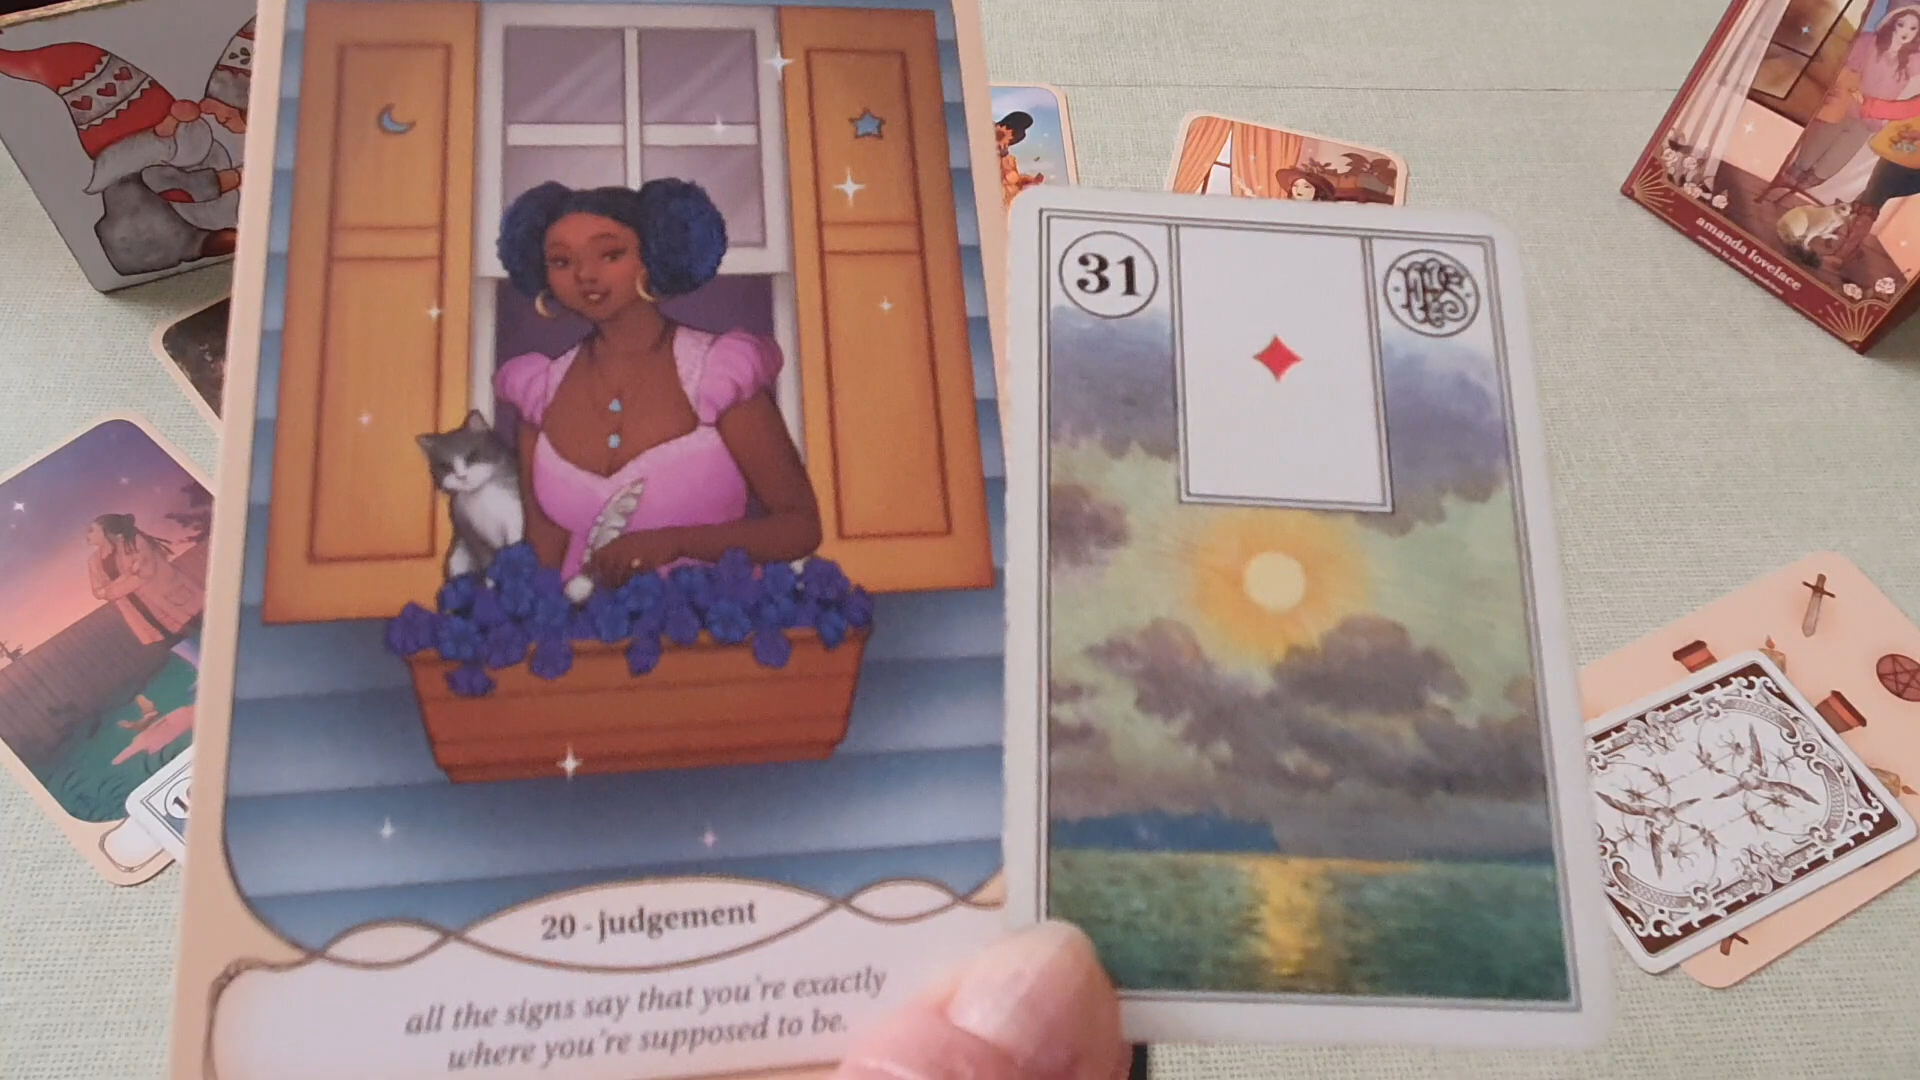 31
20 - judgement
all the signs say that you're exactly
where you're supposed to be.
amanda lovelace